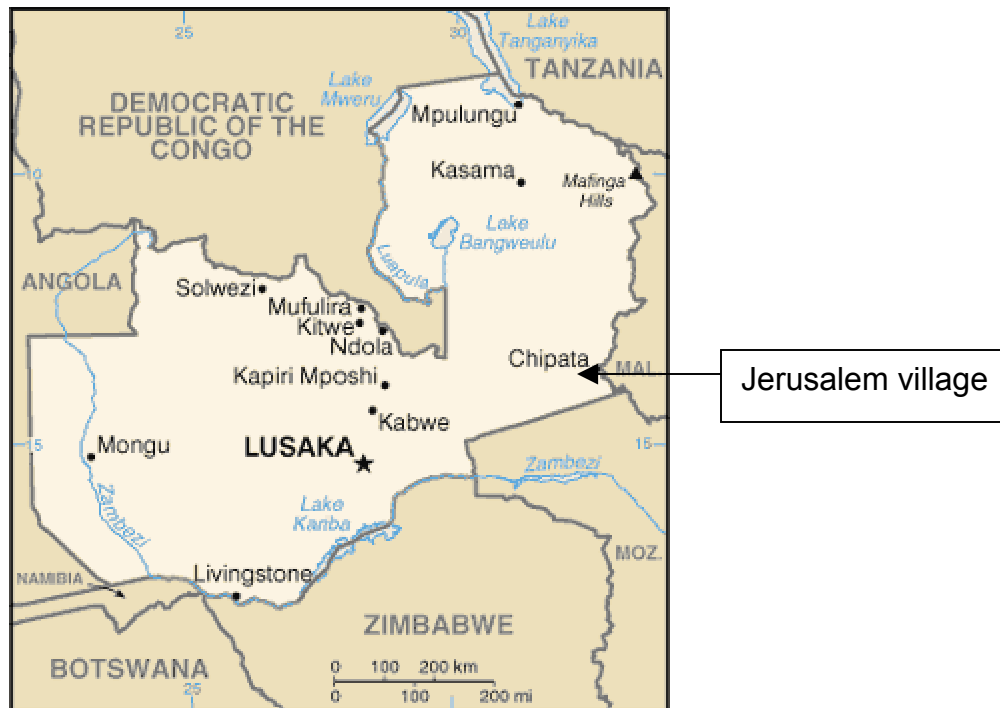 25
30
Lake
Tanganyika
TANZANIA
Lake
Mweru
DEMOCRATIC
REPUBLIC OF THE
CONGO
Mpulungu
10
Kasama
10
Mafinga
Hills
Lake
Bangweulu
Luapula
ANGOLA
Solwezi
Mufulira
Kitwe
Ndola
Chipata
MAL.
Jerusalem village
Kapiri Mposhi
Kabwe
15
Mongu
LUSAKA
15
Zambezi
Zambezi
Lake
Kariba
MOZ.
NAMIBIA
Livingstone
ZIMBABWE
BOTSWANA
25
0 100 200 km
0 100 200 mi